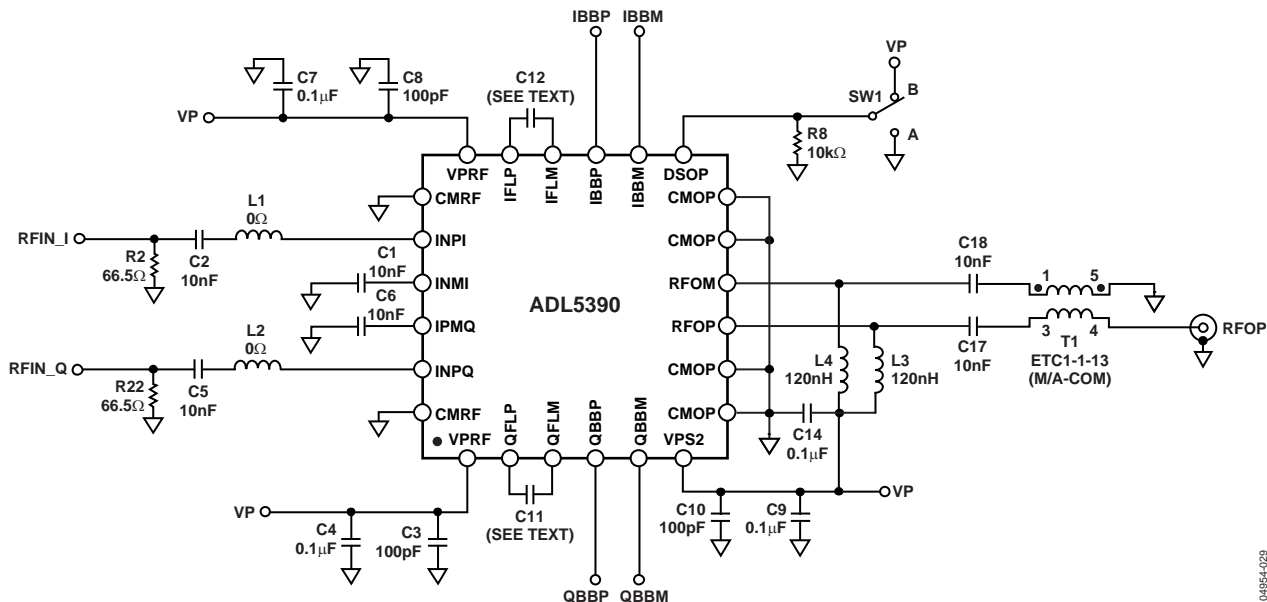 IBBP IBBM
VP
C7
0.1μF
C8
100pF
C12
(SEE TEXT)
SW1
B
A
VP
R8
10kΩ
VPRF
IFLP
IFLM
IBBP
IBBM
DSOP
CMRF
CMOP
L1
0Ω
RFIN_I
INPI
CMOP
R2
66.5Ω
C2
10nF
C1
10nF
INMI
RFOM
C18
10nF
1
5
C6
10nF
IPMQ
ADL5390
RFOP
3
4
RFOP
L2
0Ω
C17
10nF
T1
ETC1-1-13
(M/A-COM)
RFIN_Q
INPQ
CMOP
L4
120nH
L3
120nH
R22
66.5Ω
C5
10nF
CMRF
CMOP
VPRF
QFLP
QFLM
QBBP
QBBM
VPS2
C14
0.1μF
VP
VP
C4
0.1μF
C3
100pF
C11
(SEE TEXT)
C10
100pF
C9
0.1μF
QBBP QBBM
04954-029